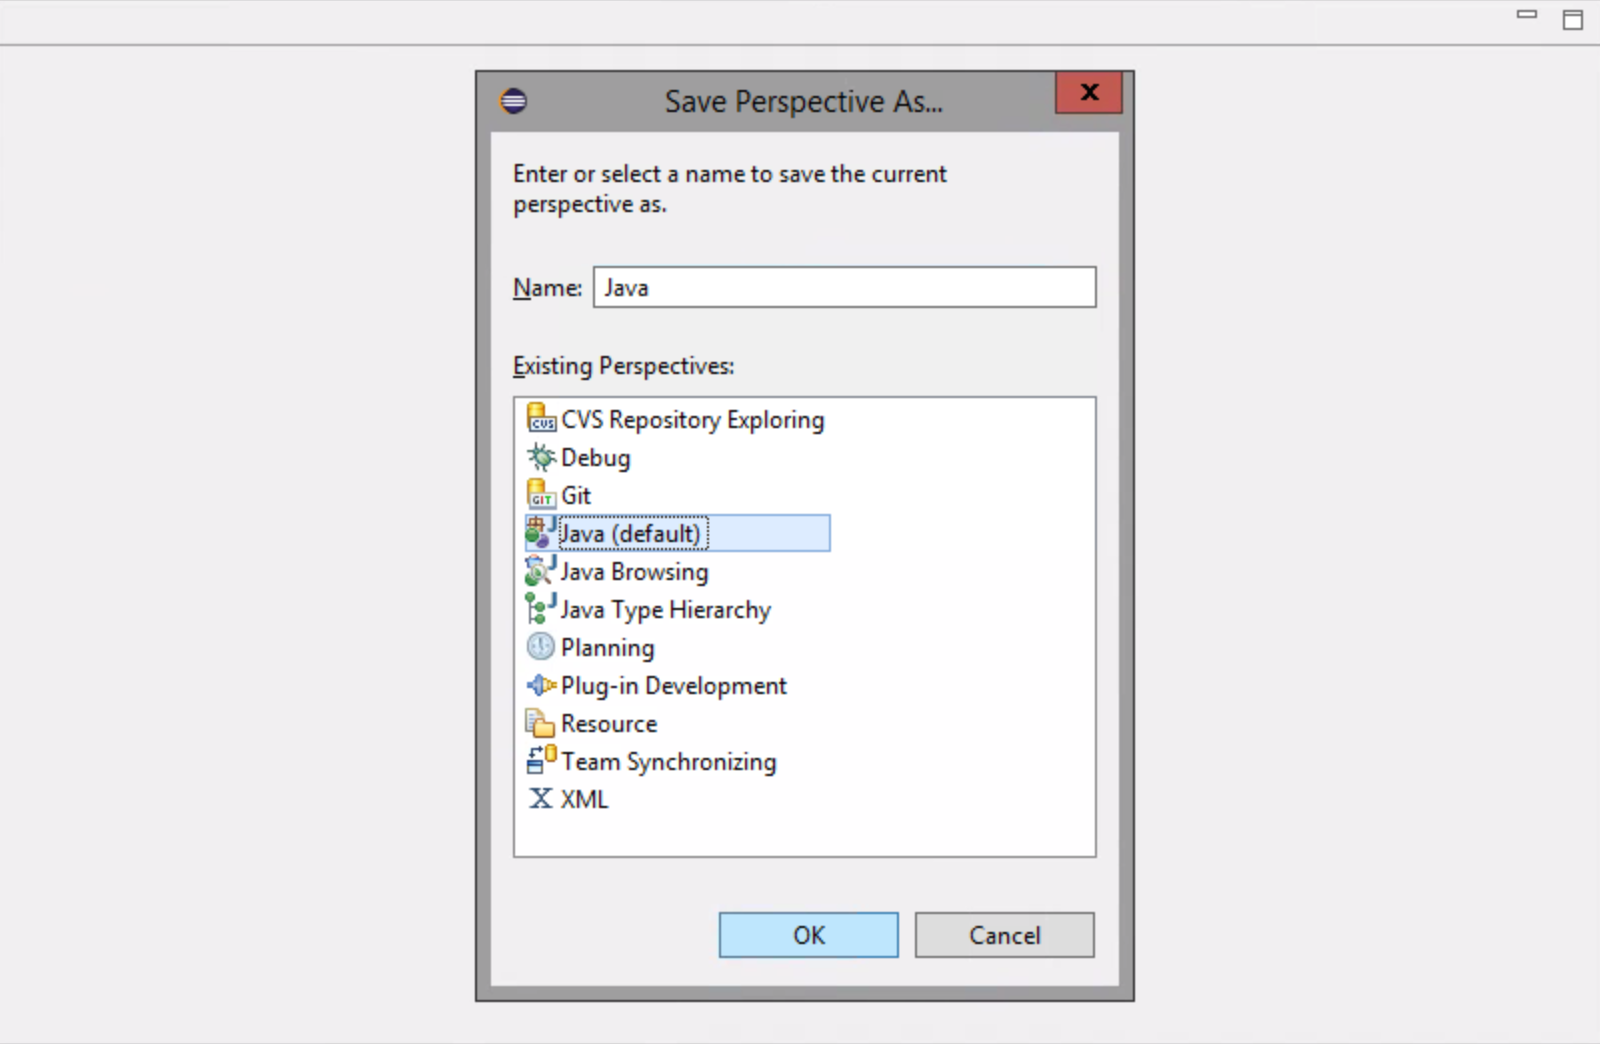 Save Perspective As...
x
Enter or select a name to save the current
perspective as.
Name: Java
Existing Perspectives:
CVS CVS Repository Exploring
Debug
GIT Git
Java (default)
Java Browsing
Java Type Hierarchy
Planning
Plug-in Development
Resource
Team Synchronizing
X XML
OK Cancel